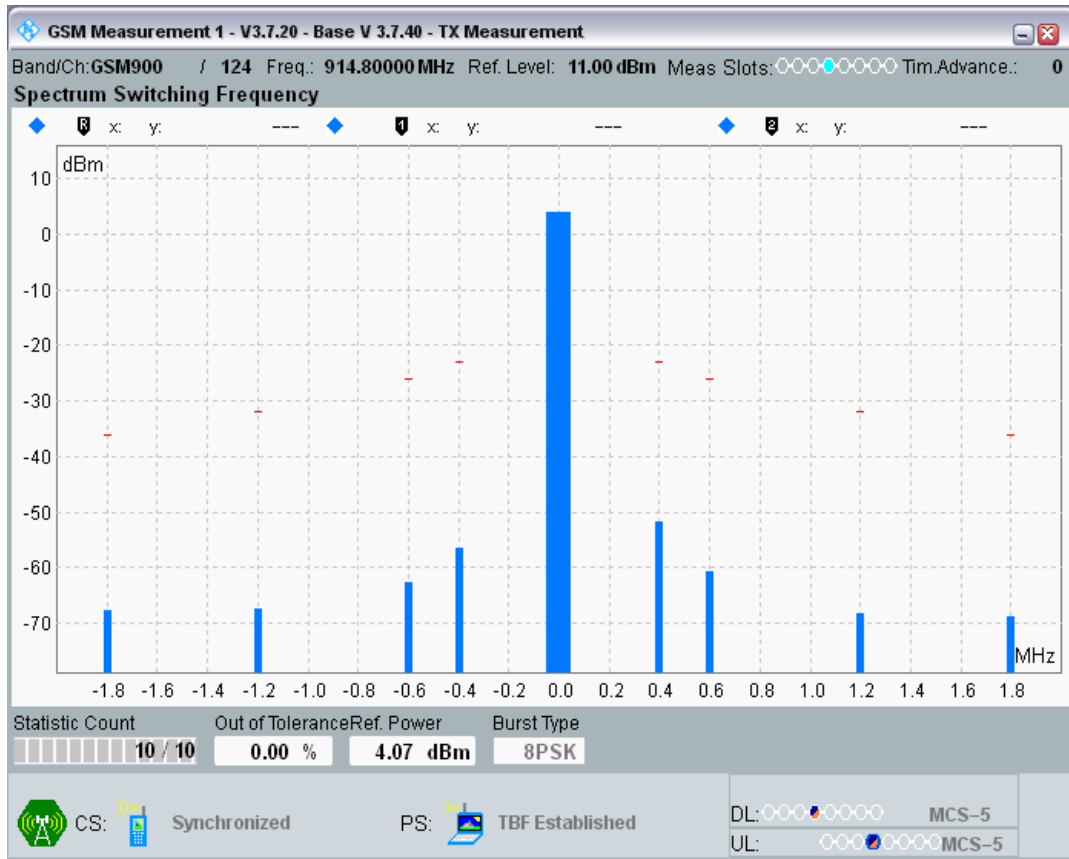 GSM Measurement 1 - V3.7.20 - Base V 3.7.40 - TX Measurement
Band/Ch:GSM900 / 124 Freq.: 914.80000 MHz Ref. Level: 11.00 dBm Meas Slots: Tim.Advance.: 0
Spectrum Switching Frequency
R x: y: --- 1 x: y: --- 2 x: y: ---
dBm
10
0
-10
-20
-30
-40
-50
-60
-70
MHz
-1.8 -1.6 -1.4 -1.2 -1.0 -0.8 -0.6 -0.4 -0.2 0.0 0.2 0.4 0.6 0.8 1.0 1.2 1.4 1.6 1.8
Statistic Count Out of Tolerance Ref. Power Burst Type
10 / 10 0.00 % 4.07 dBm 8PSK
CS: Synchronized PS: TBF Established DL: MCS-5
UL: MCS-5